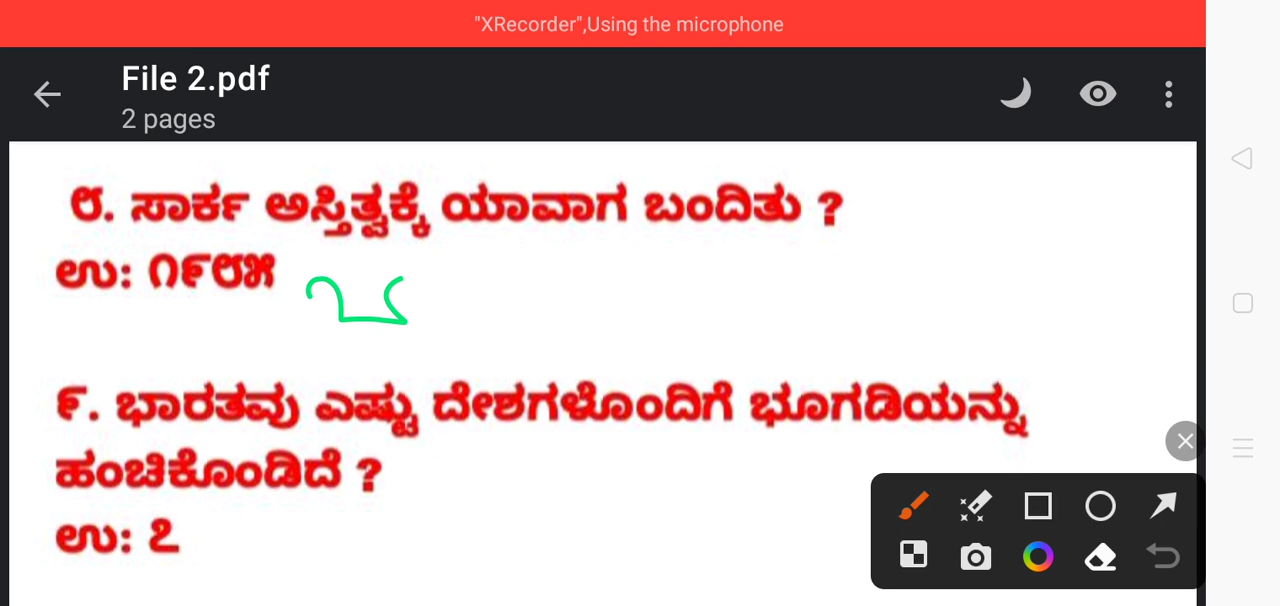 "XRecorder",Using the microphone
File 2.pdf
2 pages
೮. ಸಾರ್ಕ ಅಸ್ತಿತ್ವಕ್ಕೆ ಯಾವಾಗ ಬಂದಿತು ?
ಉ: ೧೯೮೫
೯. ಭಾರತವು ಎಷ್ಟು ದೇಶಗಳೊಂದಿಗೆ ಭೂಗಡಿಯನ್ನು
ಹಂಚಿಕೊಂಡಿದೆ ?
ಉ: ೭